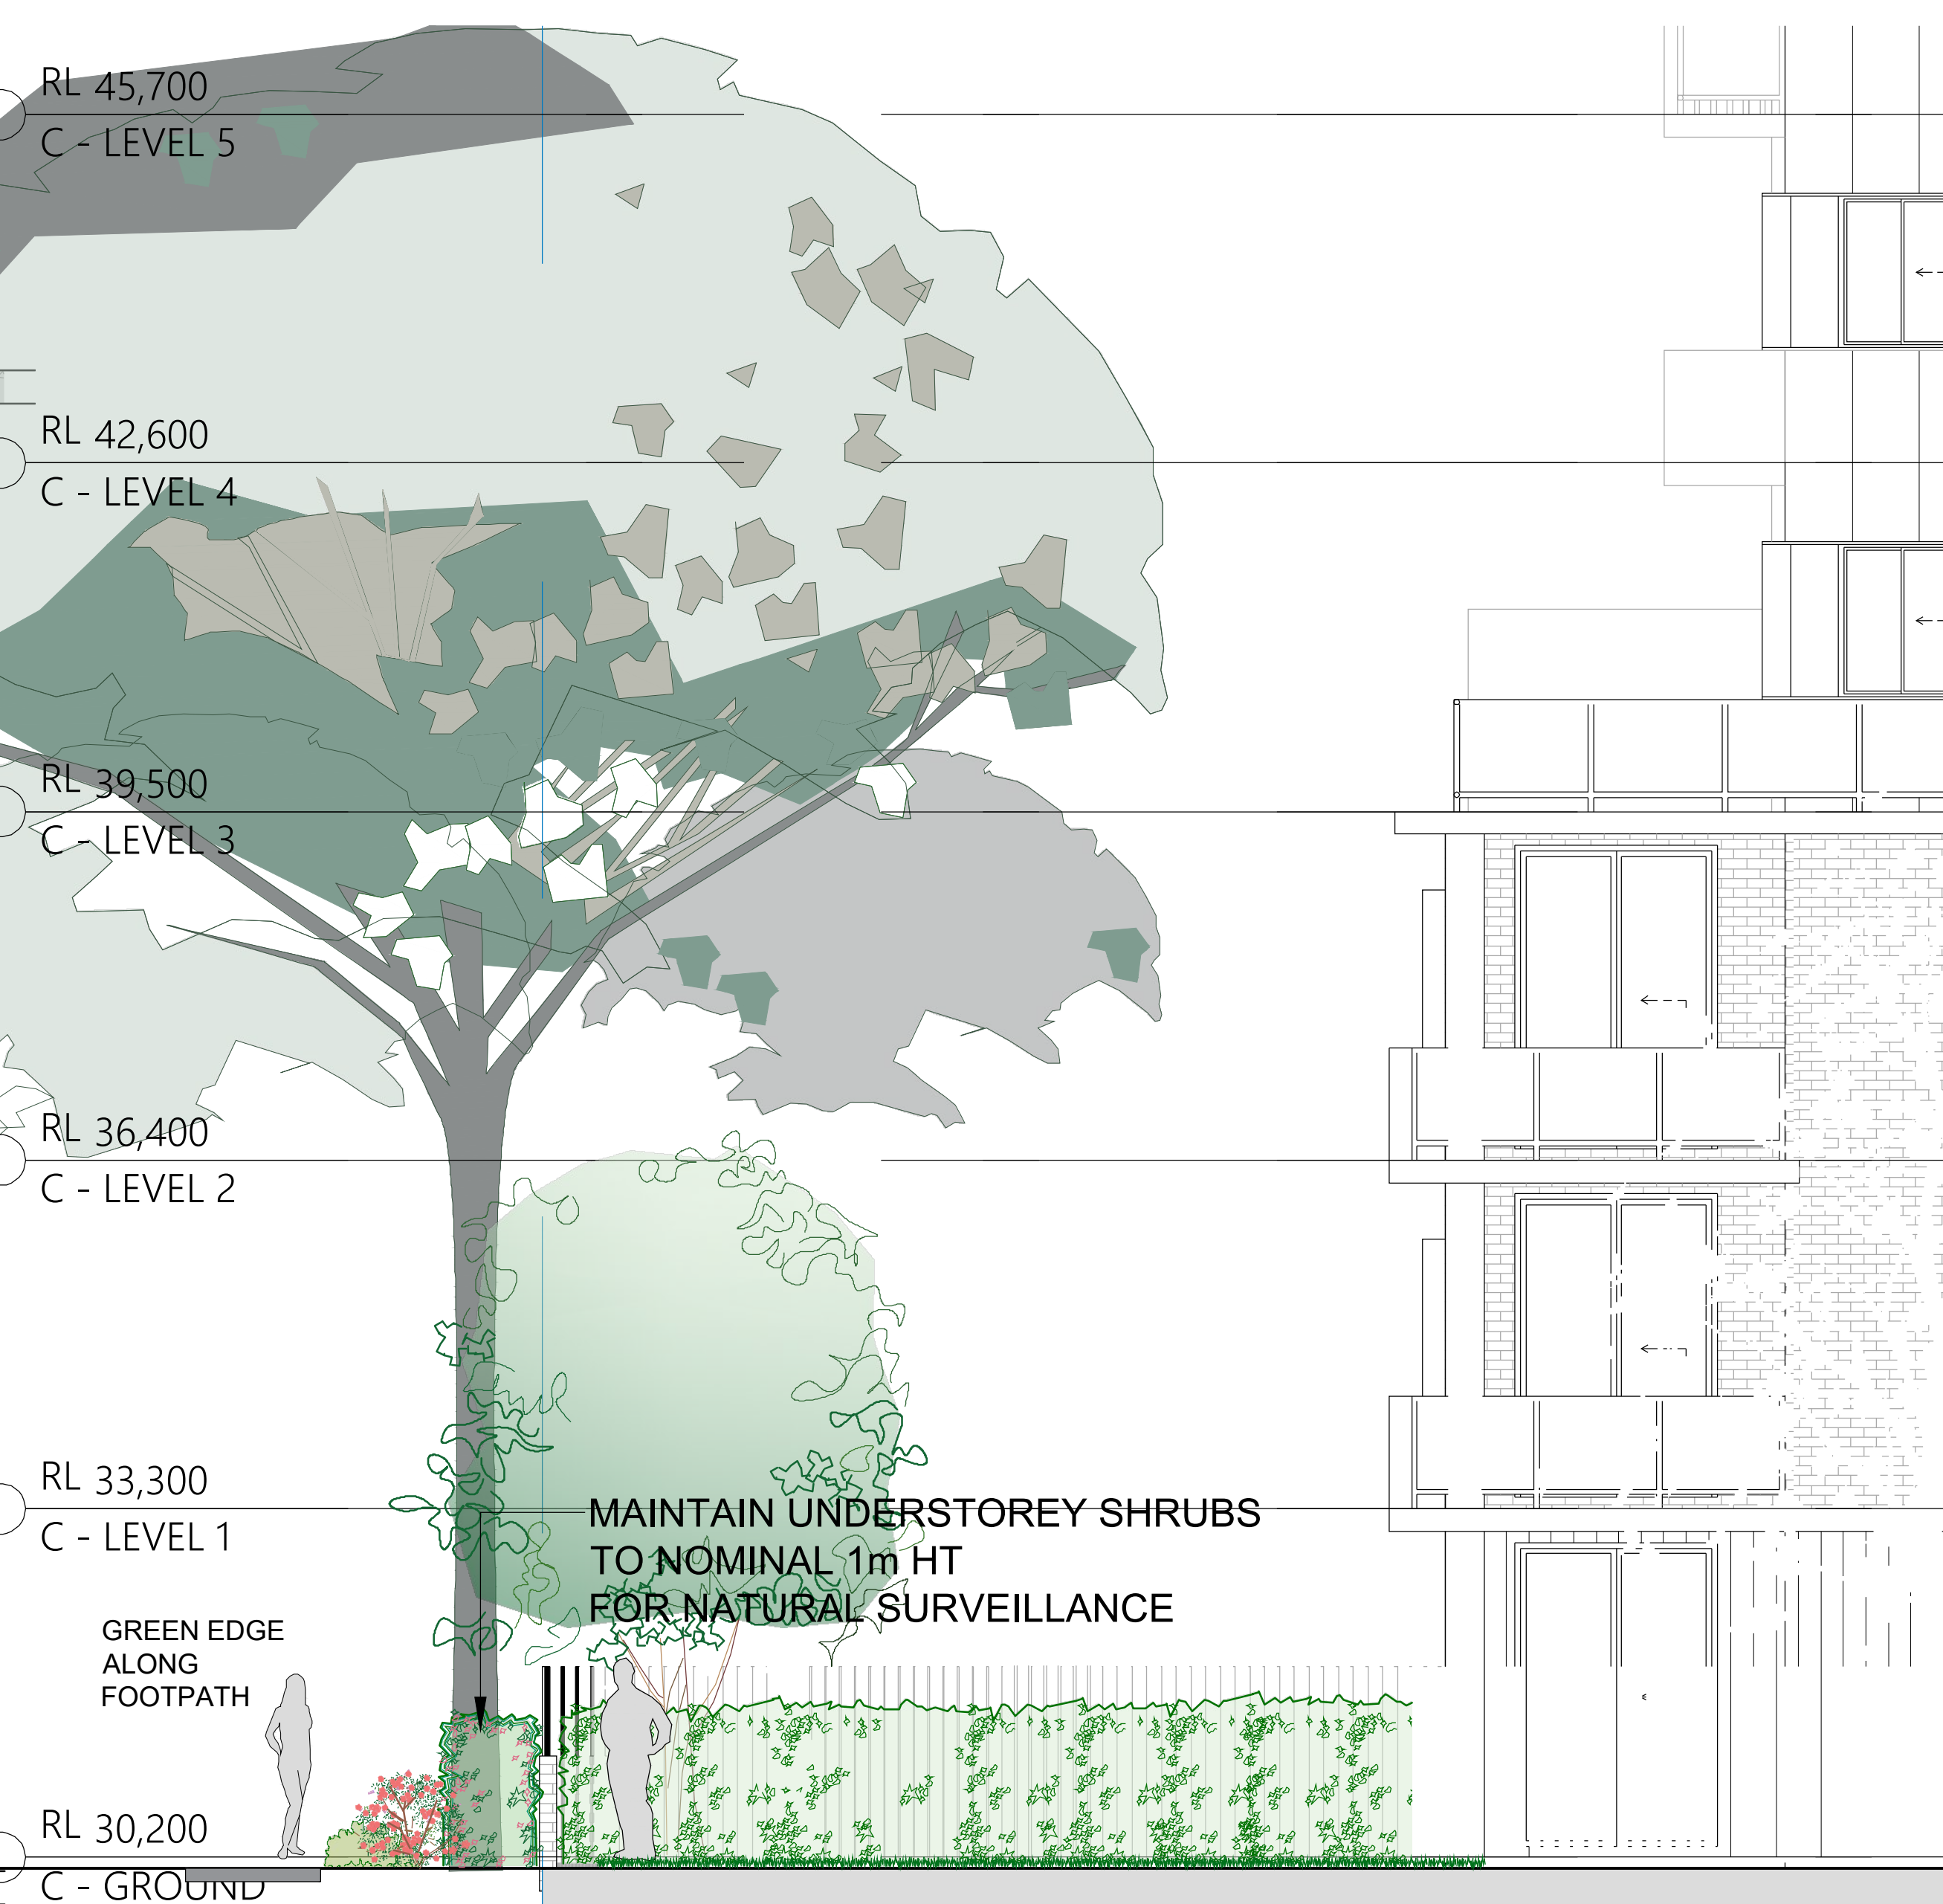 RL 45,700
C - LEVEL 5
RL 42,600
C - LEVEL 4
RL 39,500
C - LEVEL 3
RL 36,400
C - LEVEL 2
RL 33,300
C - LEVEL 1
MAINTAIN UNDERSTOREY SHRUBS
TO NOMINAL 1m HT
FOR NATURAL SURVEILLANCE
GREEN EDGE
ALONG
FOOTPATH
RL 30,200
C - GROUND